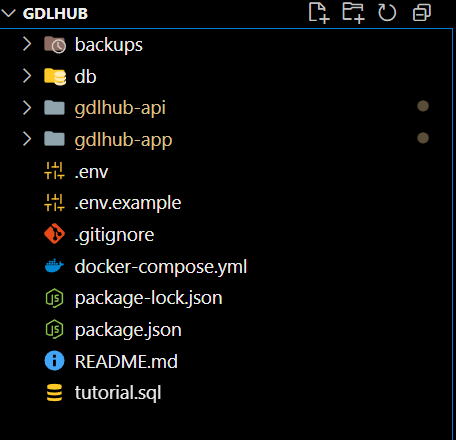 GDLHUB
backups
db
gdlhub-api
gdlhub-app
.env
.env.example
.gitignore
docker-compose.yml
package-lock.json
package.json
README.md
tutorial.sql